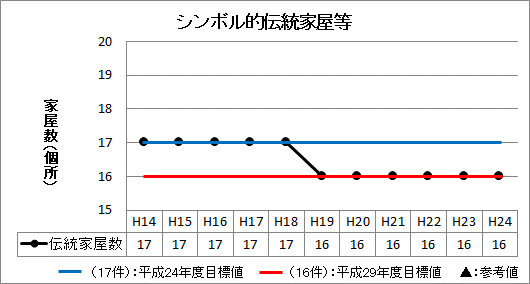 シンボル的伝統家屋等
20
19
18
17
16
15
家屋数(個所)
H14 H15 H16 H17 H18 H19 H20 H21 H22 H23 H24
伝統家屋数 17 17 17 17 17 16 16 16 16 16 16
(17件):平成24年度目標値 (16件):平成29年度目標値 ▲:参考値